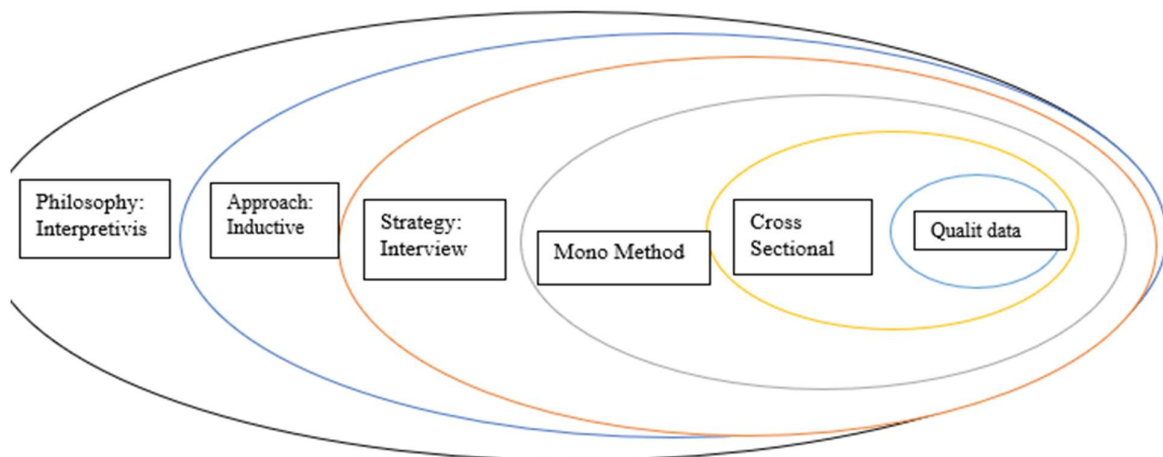 Philosophy:
Interpretivis
Approach:
Inductive
Strategy:
Interview
Mono Method
Cross
Sectional
Qualit data